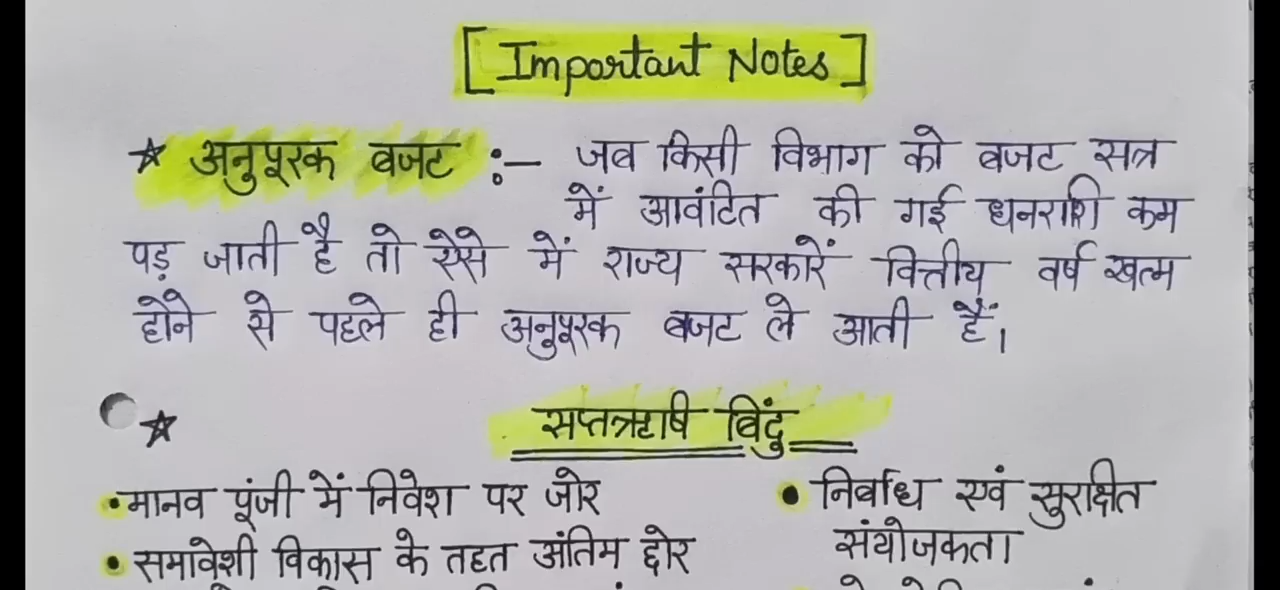 [ Important Notes ]
★ अनुपूरक बजट :- जब किसी विभाग को बजट सत्र
में आवंटित की गई धनराशि कम
पड़ जाती है तो ऐसे में राज्य सरकारें वित्तीय वर्ष खत्म
होने से पहले ही अनुपूरक बजट ले आती हैं।
★ सप्तऋषि बिंदु
• मानव पूंजी में निवेश पर जोर
• समावेशी विकास के तहत अंतिम छोर
• निर्बाध एवं सुरक्षित
संयोजकता